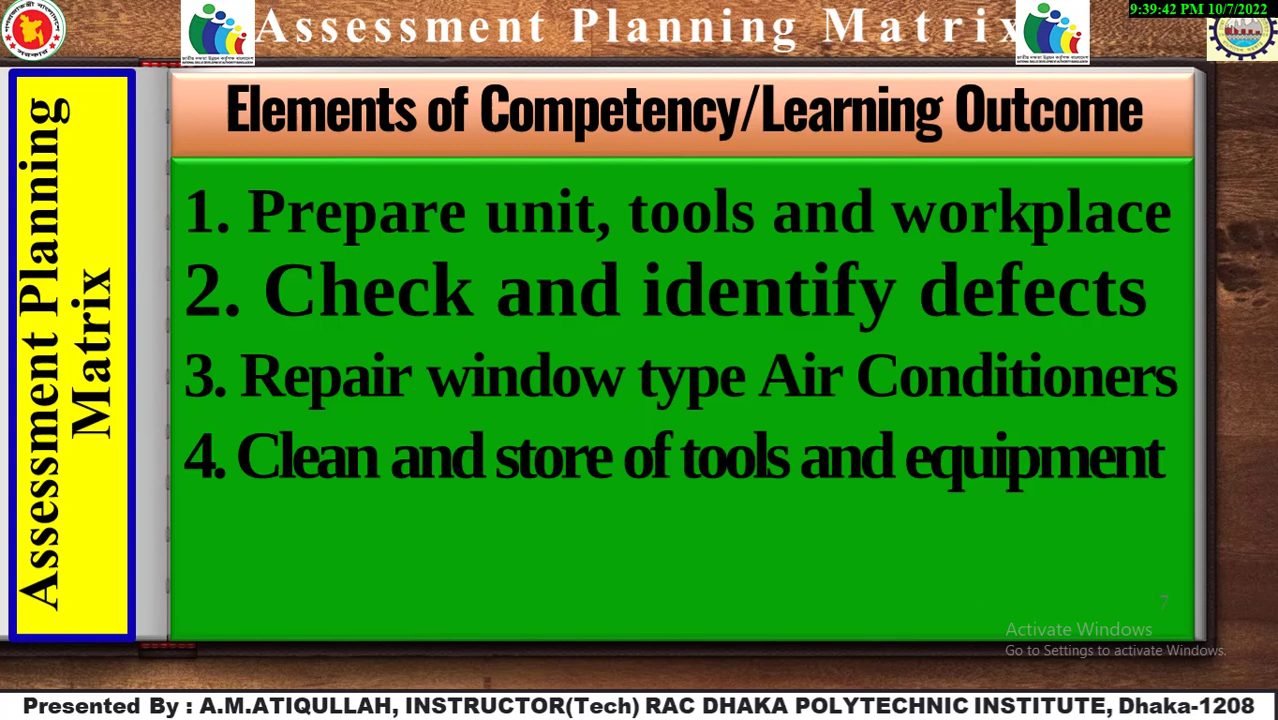 9:39:42 PM 10/7/2022
Assessment Planning Matrix
Assessment Planning
Matrix
Elements of Competency/Learning Outcome
1. Prepare unit, tools and workplace
2. Check and identify defects
3. Repair window type Air Conditioners
4. Clean and store of tools and equipment
7
Activate Windows
Go to Settings to activate Windows.
Presented By : A.M.ATIQULLAH, INSTRUCTOR(Tech) RAC DHAKA POLYTECHNIC INSTITUTE, Dhaka-1208